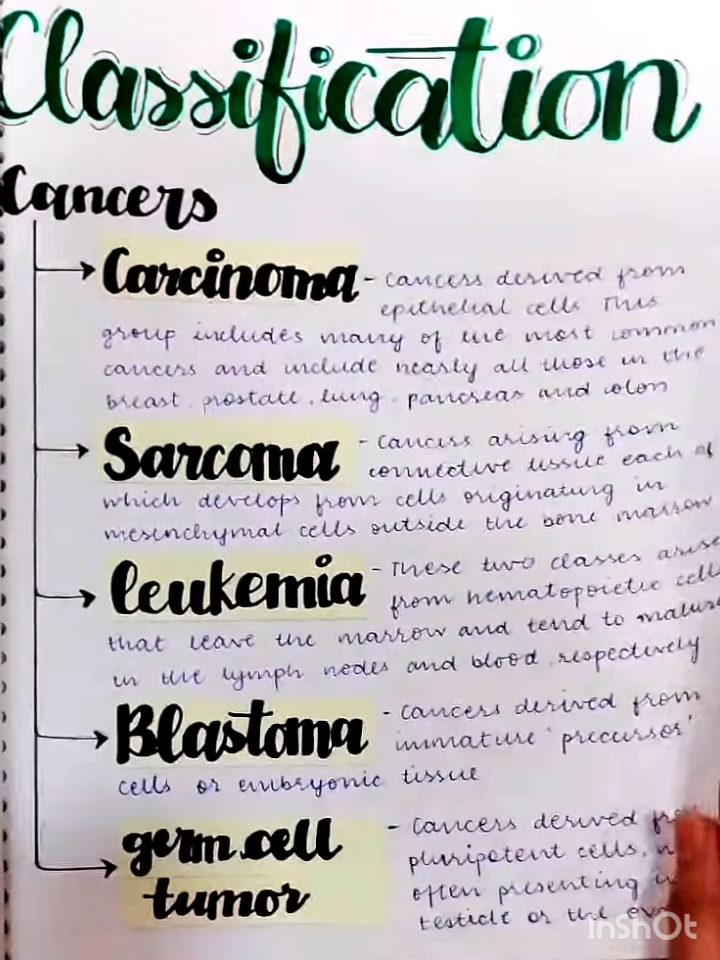 Classification
Cancers
Carcinoma - cancers derived from
epithelial cells This
group includes many of the most common
cancers and include nearly all those in the
breast, prostate, lung, pancreas and colon
Sarcoma - cancers arising from
connective tissue each of
which develops from cells originating in
mesenchymal cells outside the bone marrow
leukemia - These two classes arise
from hematopoietic cell
that leave the marrow and tend to mature
in the lymph nodes and blood, respectively
Blastoma - cancers derived from
immature "precursor"
cells or embryonic tissue
germ cell - cancers derived
pluripotent cells,
tumor often presenting
testicle or the
InShOt